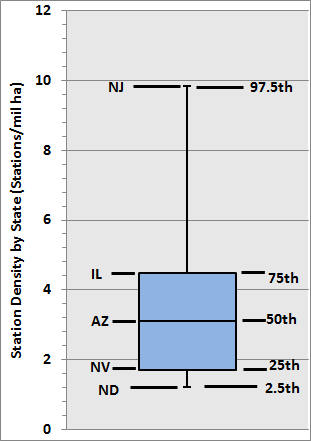 Station Density by State (Stations/mil ha)
12
10
8
6
4
2
0
NJ
97.5th
IL
75th
AZ
50th
NV
25th
ND
2.5th